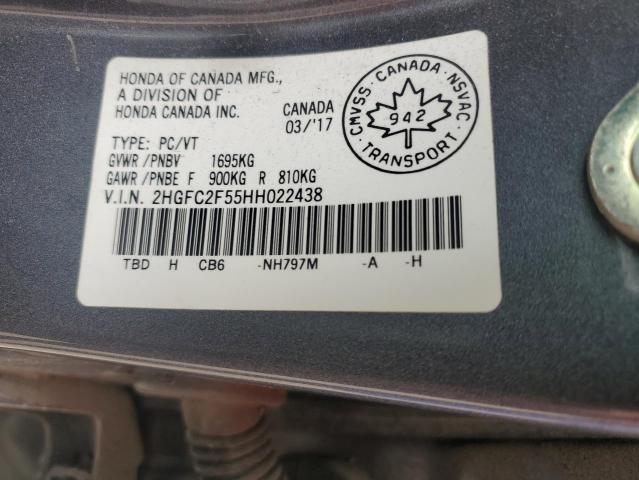 HONDA OF CANADA MFG.,
A DIVISION OF
HONDA CANADA INC.
CANADA
03/'17
CMVSS · CANADA · NSVAC
942
TRANSPORT
TYPE: PC/VT
GVWR/PNBV 1695KG
GAWR/PNBE F 900KG R 810KG
V.I.N. 2HGFC2F55HH022438
TBD H CB6 -NH797M -A -H